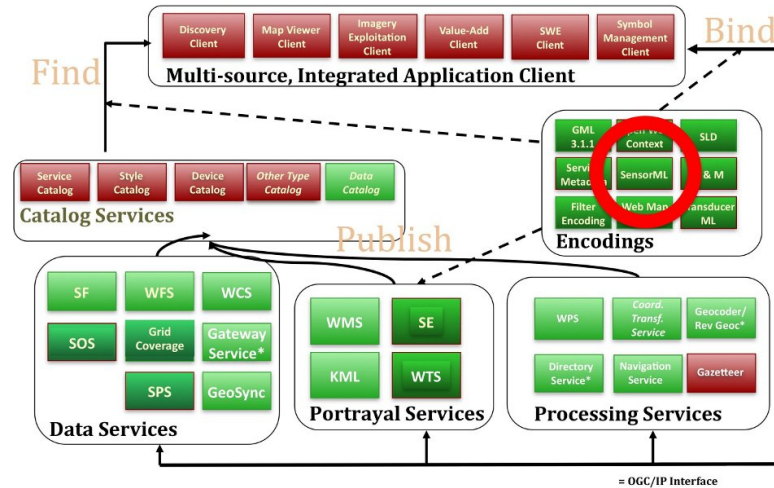 Discovery
Client
Map Viewer
Client
Imagery
Exploitation
Client
Value-Add
Client
SWE
Client
Symbol
Management
Client
Multi-source, Integrated Application Client
Find
Bind
GML
3.1.1
Context
SLD
Metadata
SensorML
& M
Filter
Encoding
Web Map
ML
Encodings
Service
Catalog
Style
Catalog
Device
Catalog
Other Type
Catalog
Data
Catalog
Catalog Services
Publish
SF
WFS
WCS
SOS
Grid
Coverage
Gateway
Service*
SPS
GeoSync
Data Services
WMS
SE
KML
WTS
Portrayal Services
WPS
Coord.
Transf.
Service
Geocoder/
Rev Geoc*
Directory
Service*
Navigation
Service
Gazetteer
Processing Services
= OGC/IP Interface